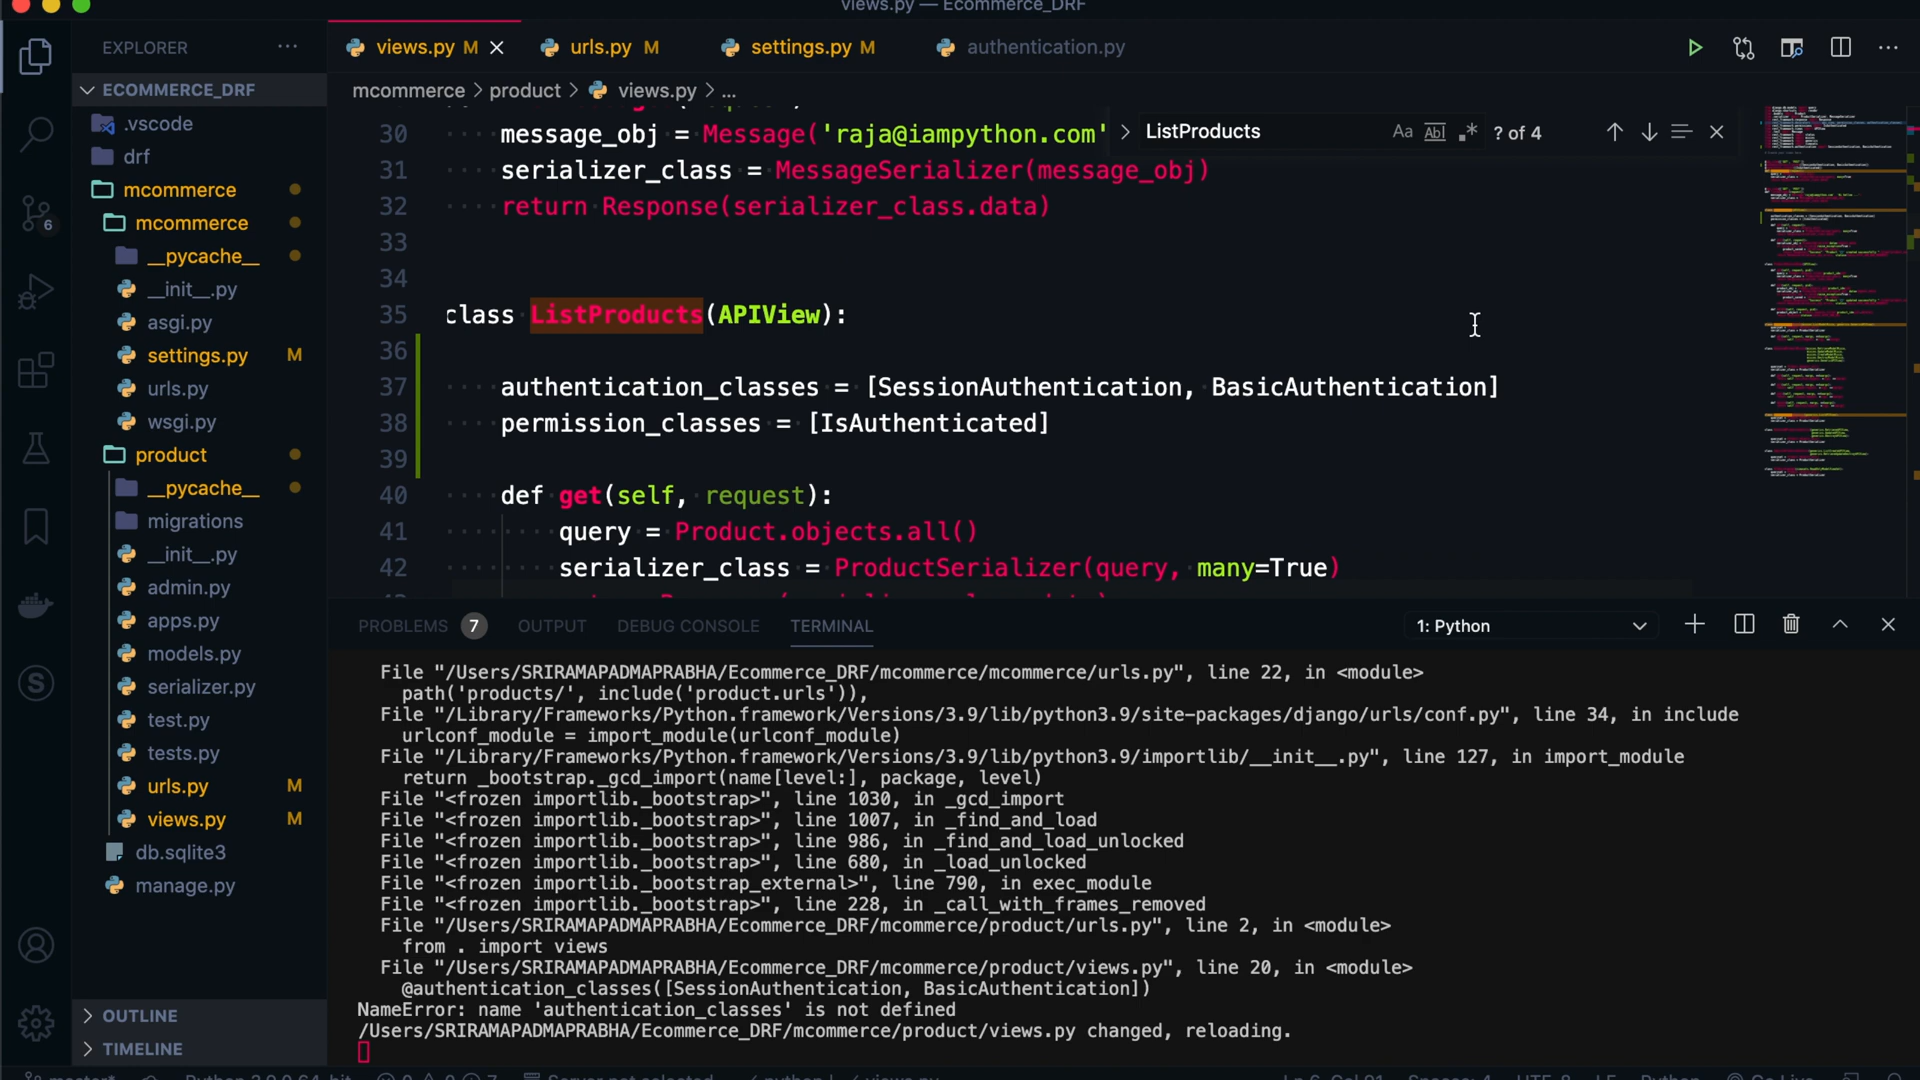 views.py — Ecommerce_DRF
EXPLORER
views.py M
urls.py M
settings.py M
authentication.py
ECOMMERCE_DRF
mcommerce > product > views.py > ...
.vscode
drf
mcommerce
mcommerce
__pycache__
__init__.py
asgi.py
settings.py M
urls.py
wsgi.py
product
__pycache__
migrations
__init__.py
admin.py
apps.py
models.py
serializer.py
test.py
tests.py
urls.py M
views.py M
db.sqlite3
manage.py
OUTLINE
TIMELINE
6
ListProducts
Aa Abl .* ? of 4
30 message_obj = Message('raja@iampython.com'
31 serializer_class = MessageSerializer(message_obj)
32 return Response(serializer_class.data)
33
34
35 class ListProducts(APIView):
36
37 authentication_classes = [SessionAuthentication, BasicAuthentication]
38 permission_classes = [IsAuthenticated]
39
40 def get(self, request):
41 query = Product.objects.all()
42 serializer_class = ProductSerializer(query, many=True)
PROBLEMS 7 OUTPUT DEBUG CONSOLE TERMINAL
1: Python
File "/Users/SRIRAMAPADMAPRABHA/Ecommerce_DRF/mcommerce/mcommerce/urls.py", line 22, in <module>
path('products/', include('product.urls')),
File "/Library/Frameworks/Python.framework/Versions/3.9/lib/python3.9/site-packages/django/urls/conf.py", line 34, in include
urlconf_module = import_module(urlconf_module)
File "/Library/Frameworks/Python.framework/Versions/3.9/lib/python3.9/importlib/__init__.py", line 127, in import_module
return _bootstrap._gcd_import(name[level:], package, level)
File "<frozen importlib._bootstrap>", line 1030, in _gcd_import
File "<frozen importlib._bootstrap>", line 1007, in _find_and_load
File "<frozen importlib._bootstrap>", line 986, in _find_and_load_unlocked
File "<frozen importlib._bootstrap>", line 680, in _load_unlocked
File "<frozen importlib._bootstrap_external>", line 790, in exec_module
File "<frozen importlib._bootstrap>", line 228, in _call_with_frames_removed
File "/Users/SRIRAMAPADMAPRABHA/Ecommerce_DRF/mcommerce/product/urls.py", line 2, in <module>
from . import views
File "/Users/SRIRAMAPADMAPRABHA/Ecommerce_DRF/mcommerce/product/views.py", line 20, in <module>
@authentication_classes([SessionAuthentication, BasicAuthentication])
NameError: name 'authentication_classes' is not defined
/Users/SRIRAMAPADMAPRABHA/Ecommerce_DRF/mcommerce/product/views.py changed, reloading.